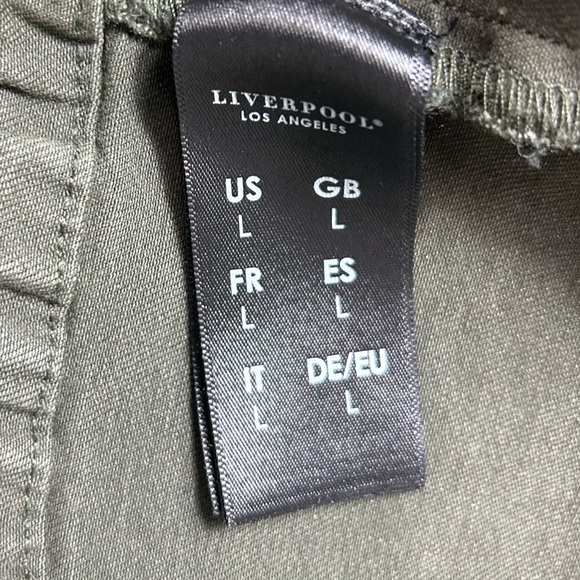 LIVERPOOL®
LOS ANGELES
US GB
L L
FR ES
L L
IT DE/EU
L L